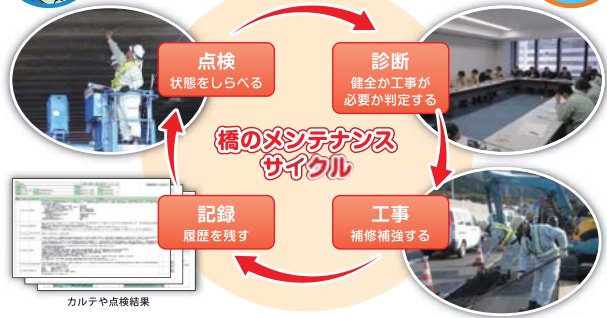 点検
状態をしらべる
診断
健全か工事が
必要か判定する
橋のメンテナンス
サイクル
記録
履歴を残す
工事
補修補強する
カルテや点検結果